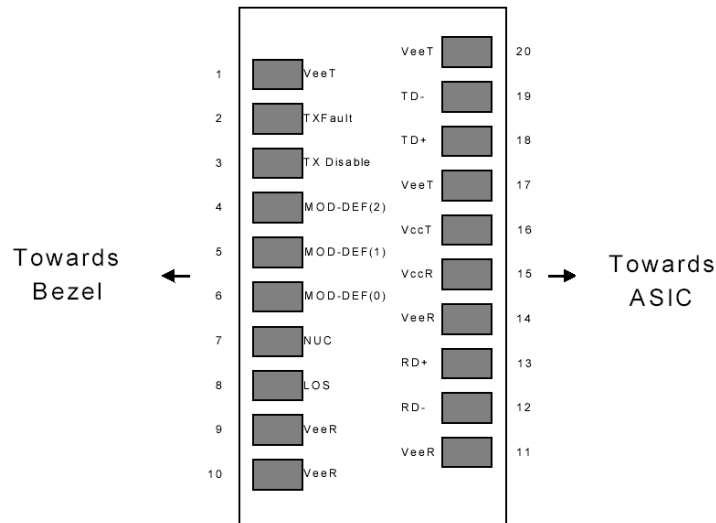 VeeT 20
1 VeeT
TD- 19
2 TXFault
TD+ 18
3 TX Disable
VeeT 17
4 MOD-DEF(2)
VccT 16
5 MOD-DEF(1)
Towards
Bezel
VccR 15
Towards
ASIC
6 MOD-DEF(0)
VeeR 14
7 NUC
RD+ 13
8 LOS
RD- 12
9 VeeR
VeeR 11
10 VeeR